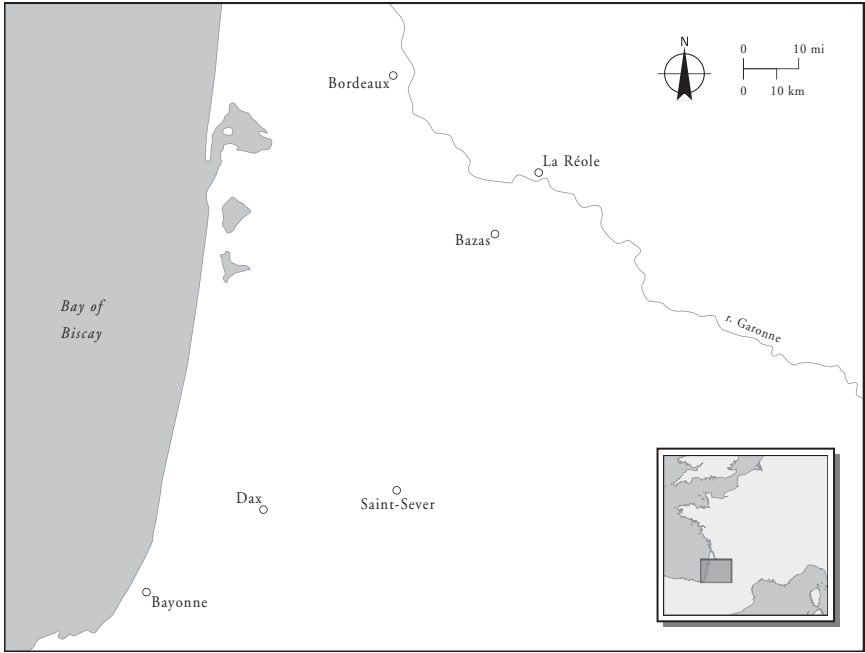 N
0 10 mi
0 10 km
Bordeaux
La Réole
Bazas
Bay of
Biscay
r. Garonne
Dax
Saint-Sever
Bayonne